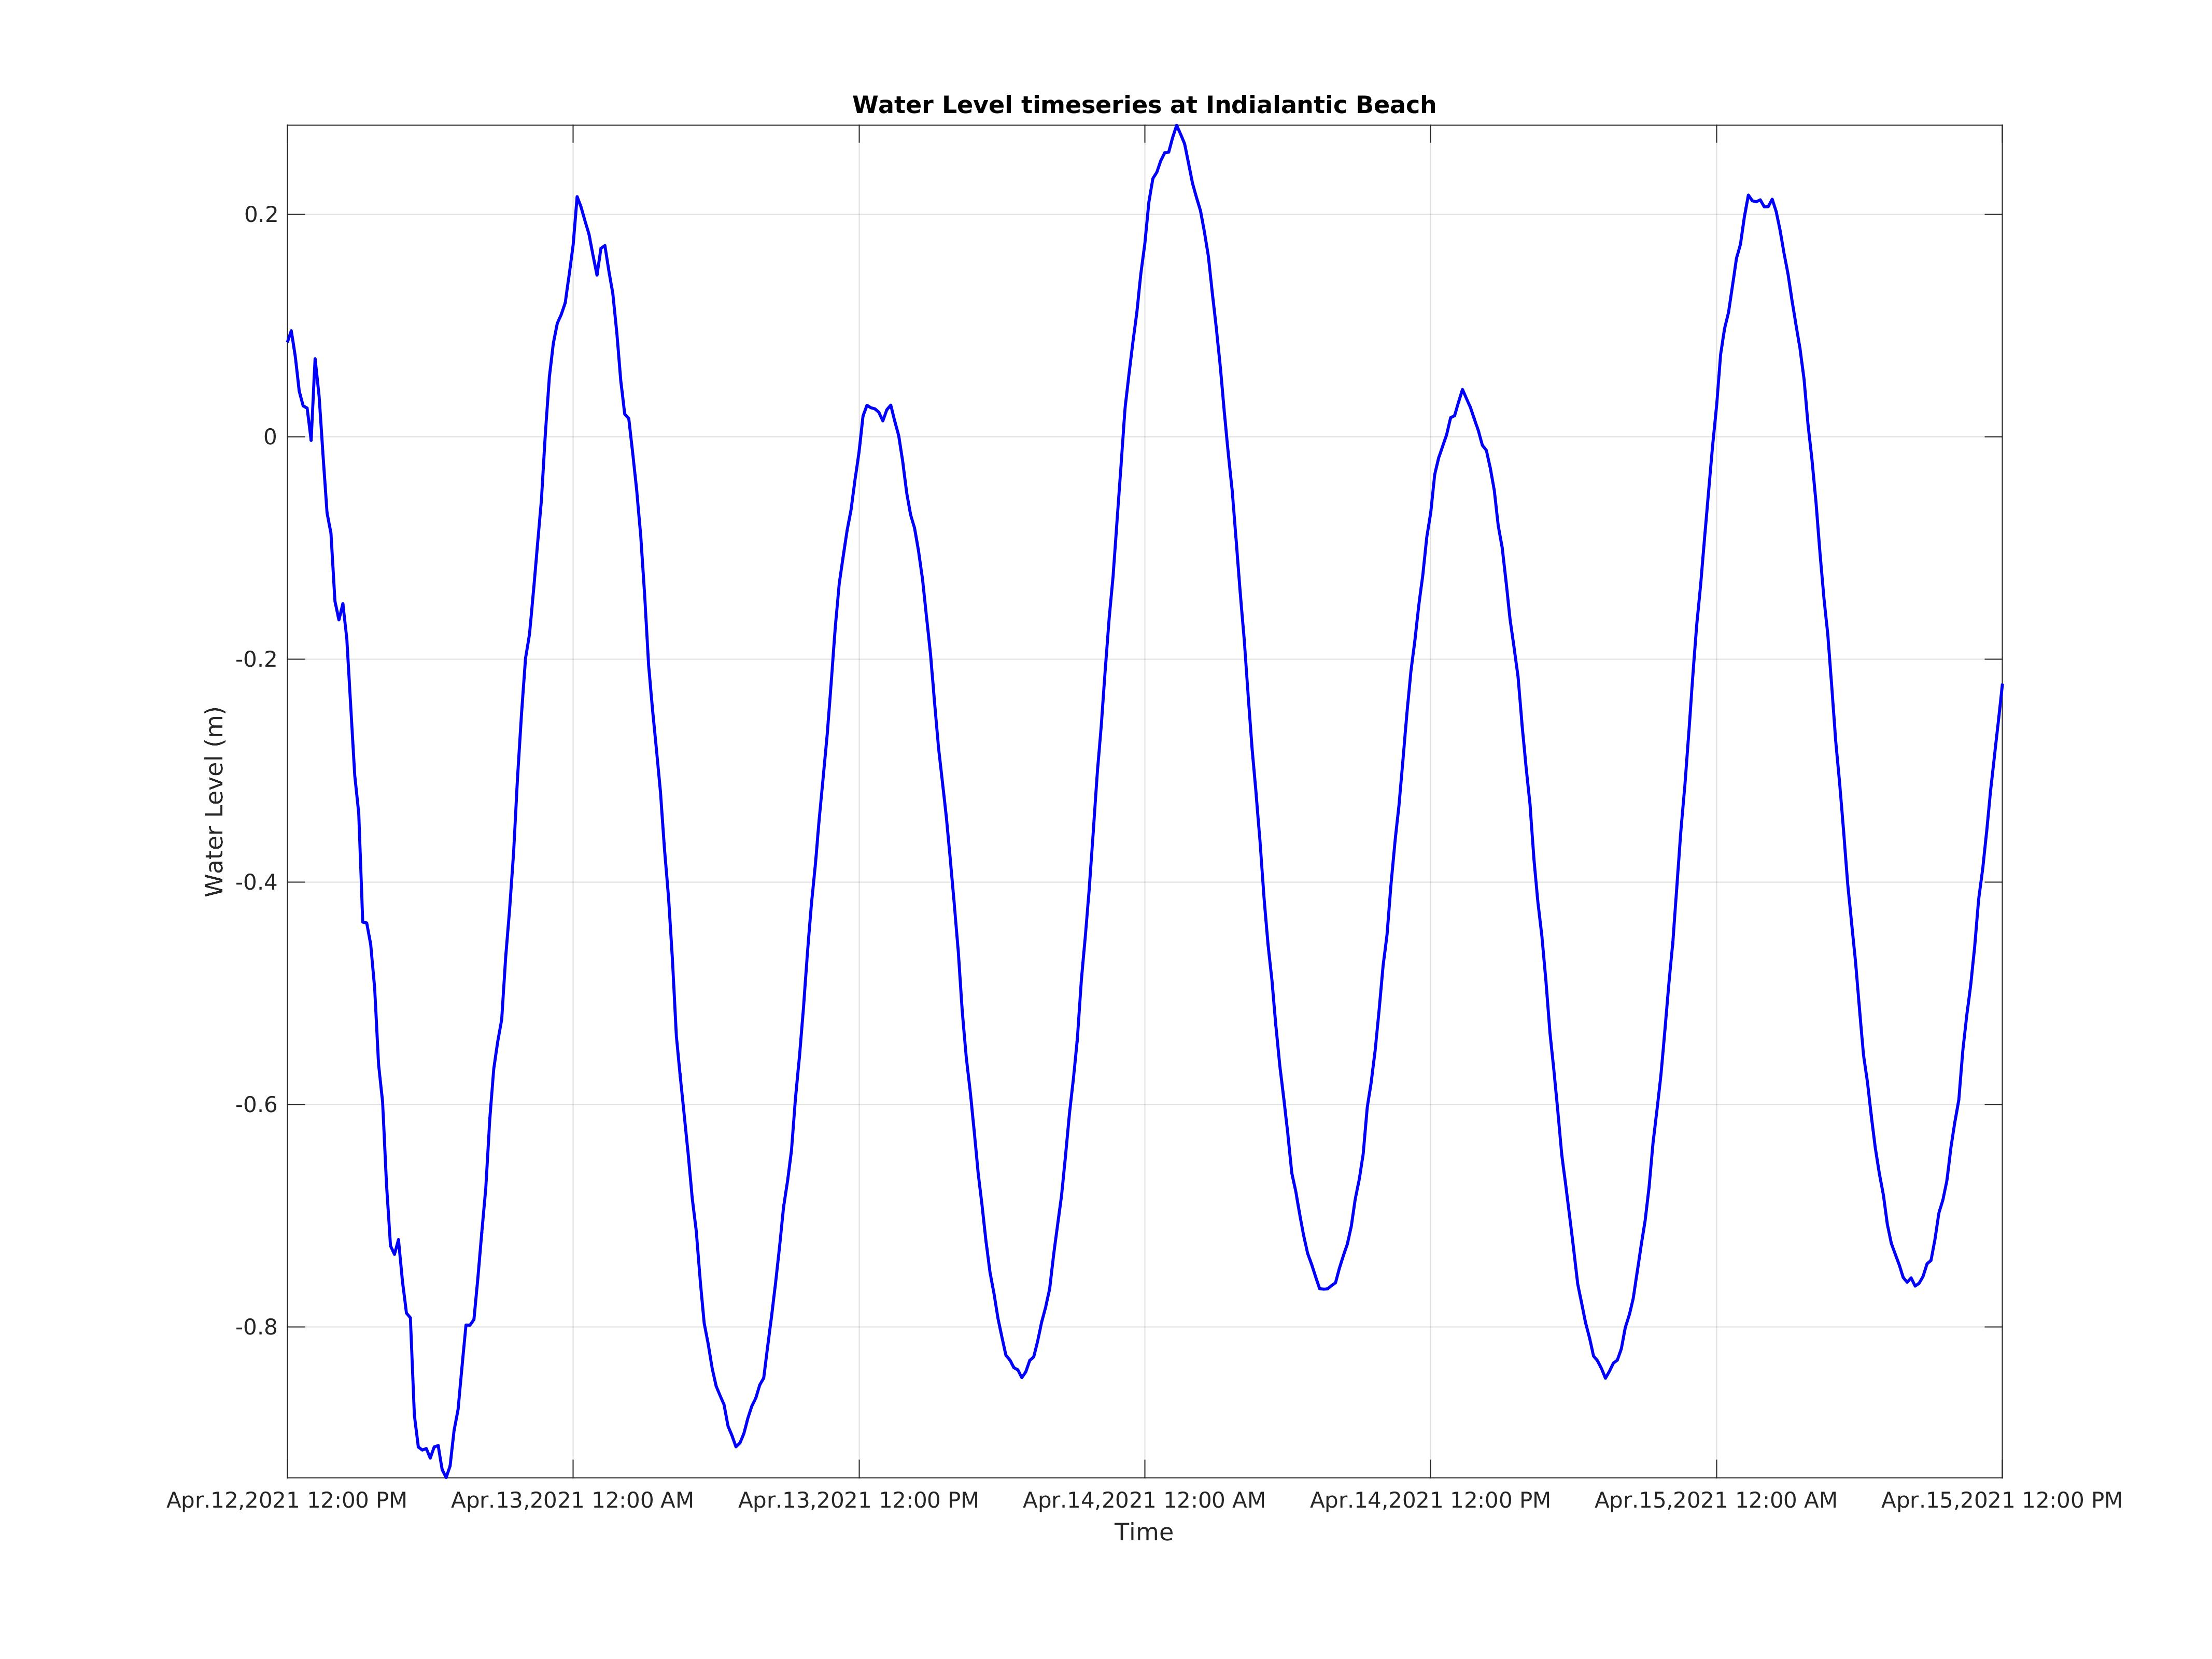 Water Level timeseries at Indialantic Beach
0.2
0
-0.2
-0.4
-0.6
-0.8
Water Level (m)
Apr.12,2021 12:00 PM Apr.13,2021 12:00 AM Apr.13,2021 12:00 PM Apr.14,2021 12:00 AM Apr.14,2021 12:00 PM Apr.15,2021 12:00 AM Apr.15,2021 12:00 PM
Time